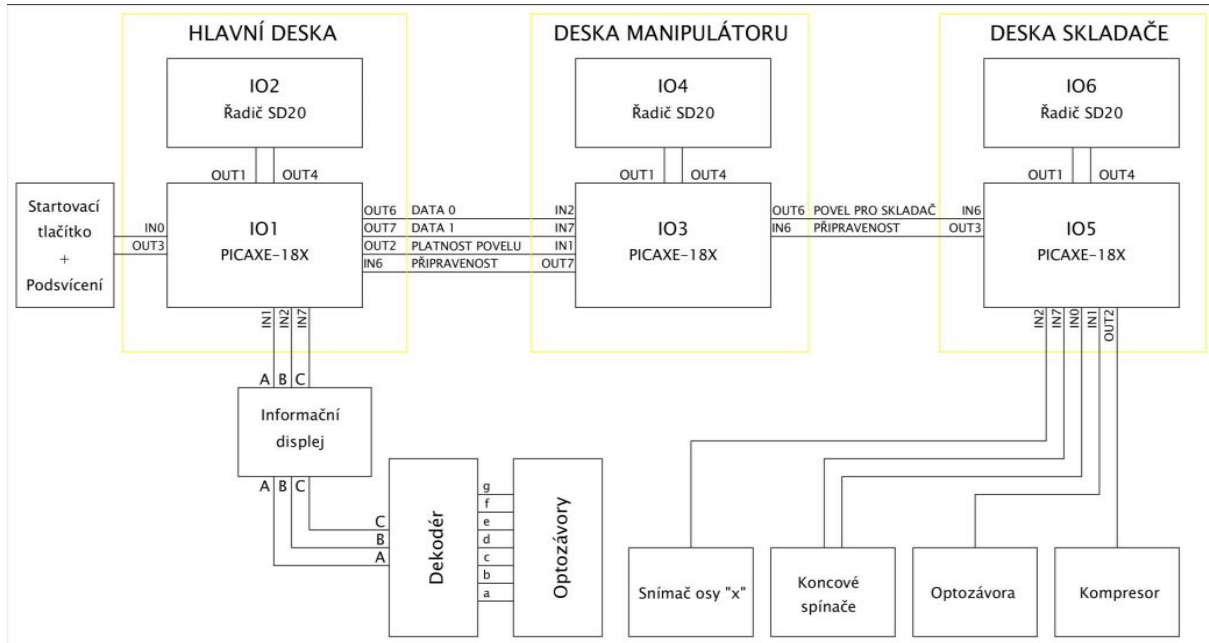 HLAVNÍ DESKA
IO2
Řadič SD20
OUT1 OUT4
Startovací
tlačítko
+
Podsvícení
IN0
OUT3
IO1
PICAXE-18X
OUT6 DATA 0 IN2
OUT7 DATA 1 IN7
OUT2 PLATNOST POVELU IN1
IN6 PŘIPRAVENOST OUT7
IN1
IN2
IN7
A B C
Informační
displej
A B C
C
B
A
Dekodér
g
f
e
d
c
b
a
Optozávory
DESKA MANIPULÁTORU
IO4
Řadič SD20
OUT1 OUT4
IO3
PICAXE-18X
OUT6 POVEL PRO SKLADAČ IN6
IN6 PŘIPRAVENOST OUT3
DESKA SKLADAČE
IO6
Řadič SD20
OUT1 OUT4
IO5
PICAXE-18X
IN2
IN7
IN0
IN1
OUT2
Snímač osy "x"
Koncové
spínače
Optozávora
Kompresor